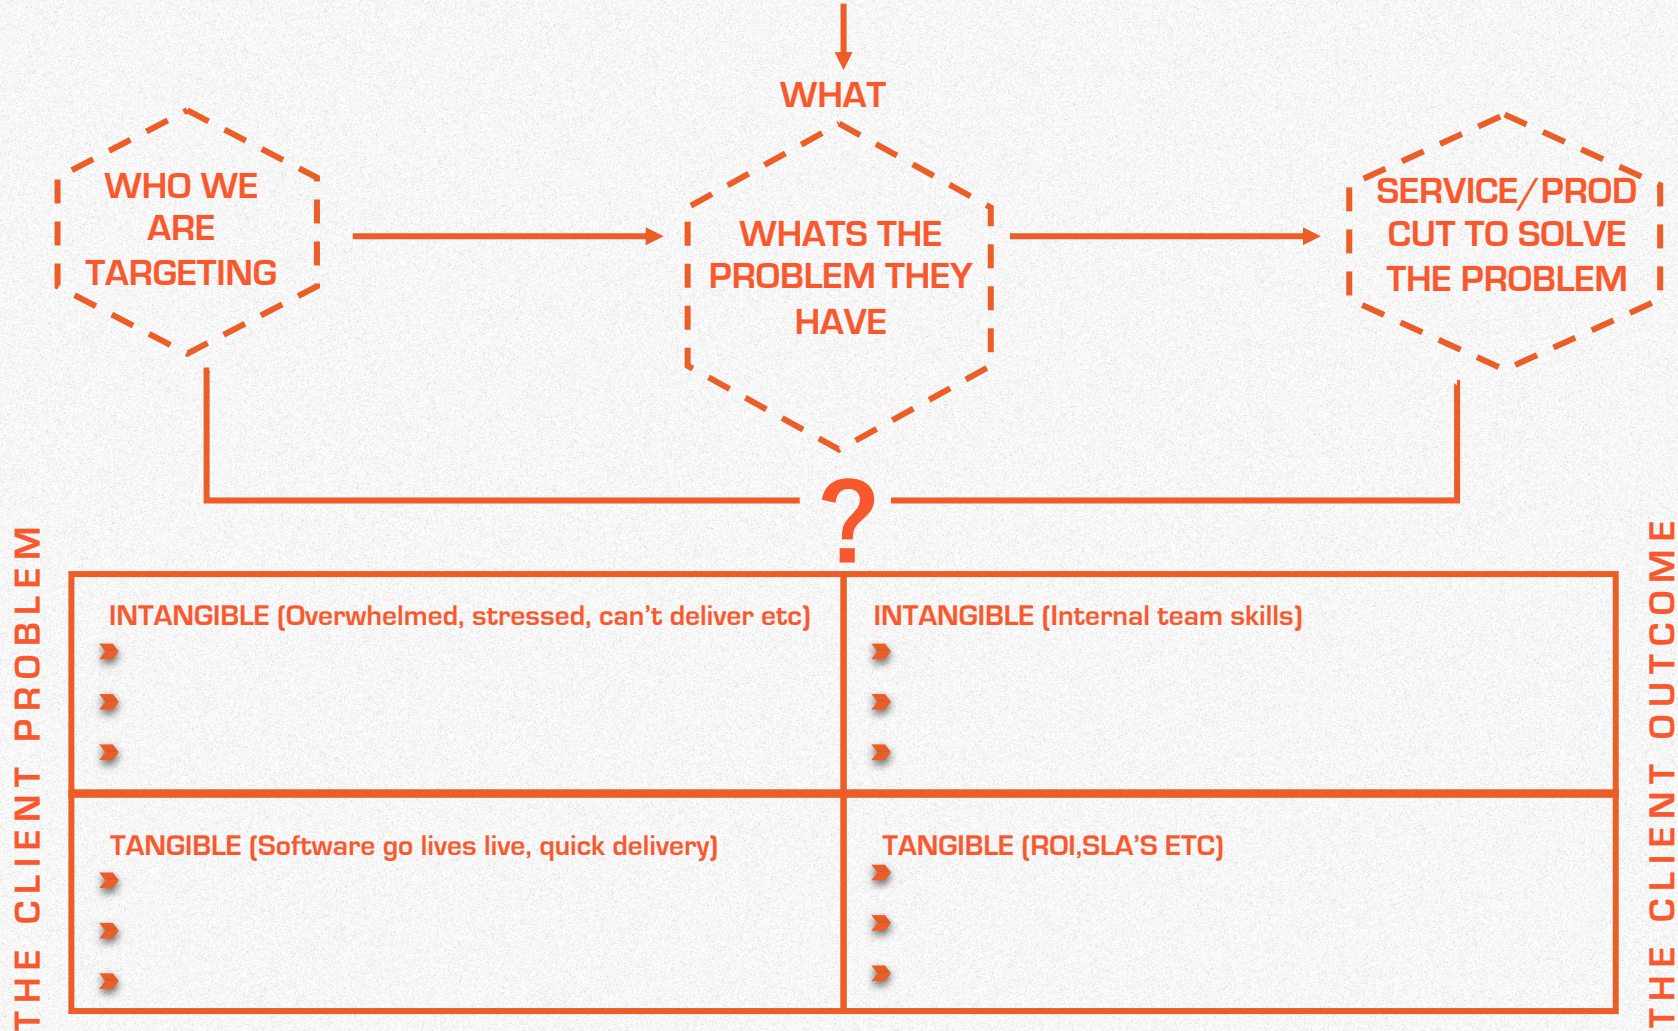 WHAT
WHO WE
ARE
TARGETING
WHATS THE
PROBLEM THEY
HAVE
SERVICE/PROD
CUT TO SOLVE
THE PROBLEM
?
THE CLIENT PROBLEM
INTANGIBLE (Overwhelmed, stressed, can’t deliver etc)
INTANGIBLE (Internal team skills)
TANGIBLE (Software go lives live, quick delivery)
TANGIBLE (ROI,SLA’S ETC)
THE CLIENT OUTCOME